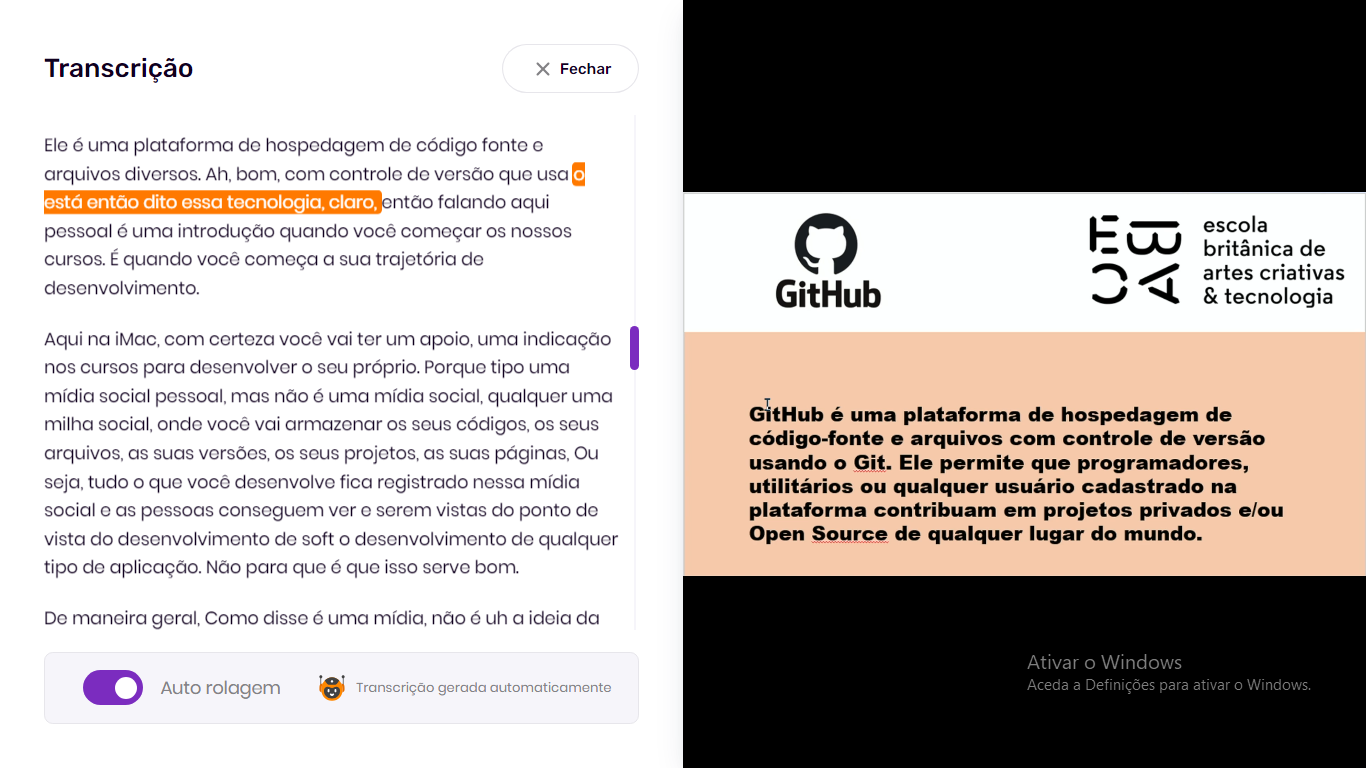 Transcrição
Fechar
Ele é uma plataforma de hospedagem de código fonte e
arquivos diversos. Ah, bom, com controle de versão que usa o
está então dito essa tecnologia, claro, então falando aqui
pessoal é uma introdução quando você começar os nossos
cursos. É quando você começa a sua trajetória de
desenvolvimento.
Aqui na iMac, com certeza você vai ter um apoio, uma indicação
nos cursos para desenvolver o seu próprio. Porque tipo uma
mídia social pessoal, mas não é uma mídia social, qualquer uma
milha social, onde você vai armazenar os seus códigos, os seus
arquivos, as suas versões, os seus projetos, as suas páginas, Ou
seja, tudo o que você desenvolve fica registrado nessa mídia
social e as pessoas conseguem ver e serem vistas do ponto de
vista do desenvolvimento de soft o desenvolvimento de qualquer
tipo de aplicação. Não para que é que isso serve bom.
De maneira geral, Como disse é uma mídia, não é uh a ideia da
Auto rolagem
Transcrição gerada automaticamente
GitHub
EBAC
escola
britânica de
artes criativas
& tecnologia
GitHub é uma plataforma de hospedagem de
código-fonte e arquivos com controle de versão
usando o Git. Ele permite que programadores,
utilitários ou qualquer usuário cadastrado na
plataforma contribuam em projetos privados e/ou
Open Source de qualquer lugar do mundo.
Ativar o Windows
Aceda a Definições para ativar o Windows.